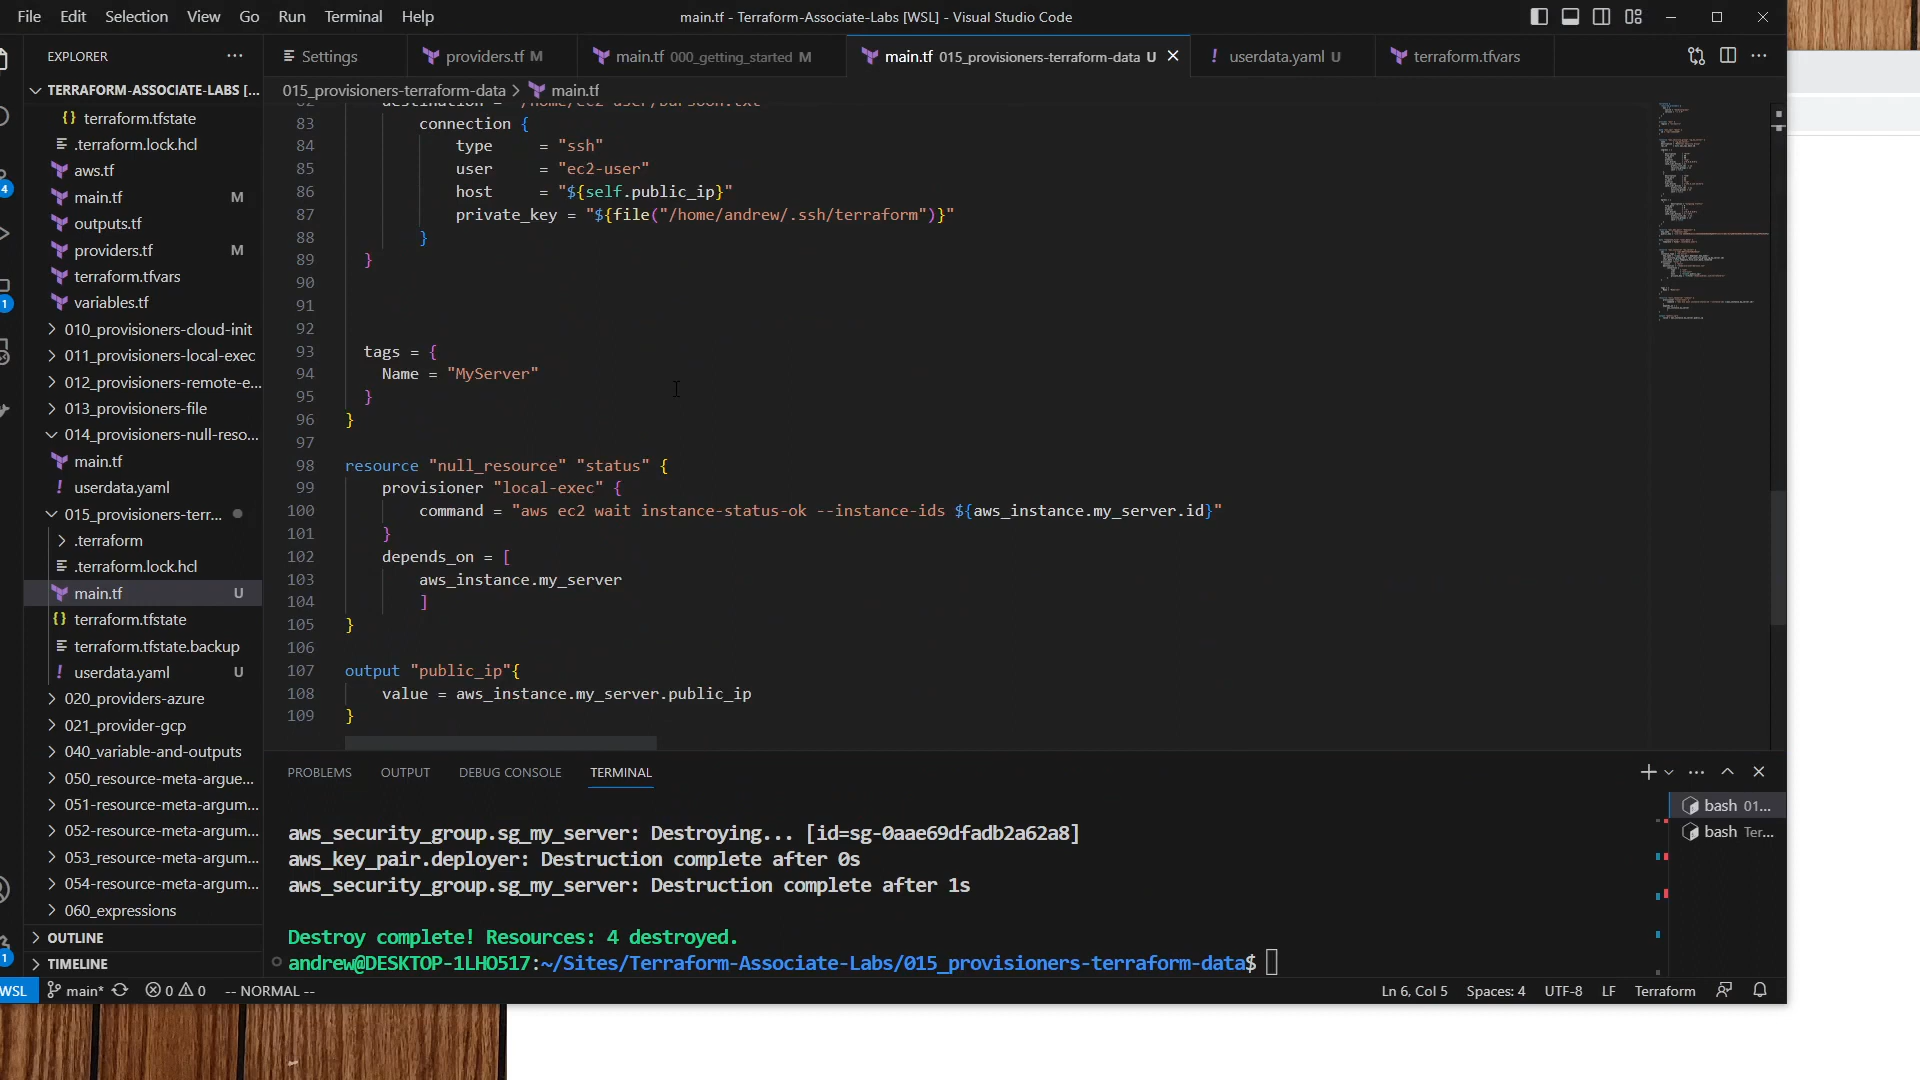 File Edit Selection View Go Run Terminal Help
main.tf - Terraform-Associate-Labs [WSL] - Visual Studio Code
EXPLORER
Settings
providers.tf M
main.tf 000_getting_started M
main.tf 015_provisioners-terraform-data U
userdata.yaml U
terraform.tfvars
TERRAFORM-ASSOCIATE-LABS [...
terraform.tfstate
.terraform.lock.hcl
aws.tf
main.tf M
outputs.tf
providers.tf M
terraform.tfvars
variables.tf
010_provisioners-cloud-init
011_provisioners-local-exec
012_provisioners-remote-e...
013_provisioners-file
014_provisioners-null-reso...
main.tf
userdata.yaml
015_provisioners-terr...
.terraform
.terraform.lock.hcl
main.tf U
terraform.tfstate
terraform.tfstate.backup
userdata.yaml U
020_providers-azure
021_provider-gcp
040_variable-and-outputs
050_resource-meta-argue...
051-resource-meta-argum...
052-resource-meta-argum...
053-resource-meta-argum...
054-resource-meta-argum...
060_expressions
OUTLINE
TIMELINE
4
1
1
015_provisioners-terraform-data > main.tf
83 connection {
84 type = "ssh"
85 user = "ec2-user"
86 host = "${self.public_ip}"
87 private_key = "${file("/home/andrew/.ssh/terraform")}"
88 }
89 }
90
91
92
93 tags = {
94 Name = "MyServer"
95 }
96 }
97
98 resource "null_resource" "status" {
99 provisioner "local-exec" {
100 command = "aws ec2 wait instance-status-ok --instance-ids ${aws_instance.my_server.id}"
101 }
102 depends_on = [
103 aws_instance.my_server
104 ]
105 }
106
107 output "public_ip"{
108 value = aws_instance.my_server.public_ip
109 }
PROBLEMS OUTPUT DEBUG CONSOLE TERMINAL
bash 01...
bash Ter...
aws_security_group.sg_my_server: Destroying... [id=sg-0aae69dfadb2a62a8]
aws_key_pair.deployer: Destruction complete after 0s
aws_security_group.sg_my_server: Destruction complete after 1s
Destroy complete! Resources: 4 destroyed.
andrew@DESKTOP-1LHO517:~/Sites/Terraform-Associate-Labs/015_provisioners-terraform-data$
WSL main* 0 0 -- NORMAL -- Ln 6, Col 5 Spaces: 4 UTF-8 LF Terraform